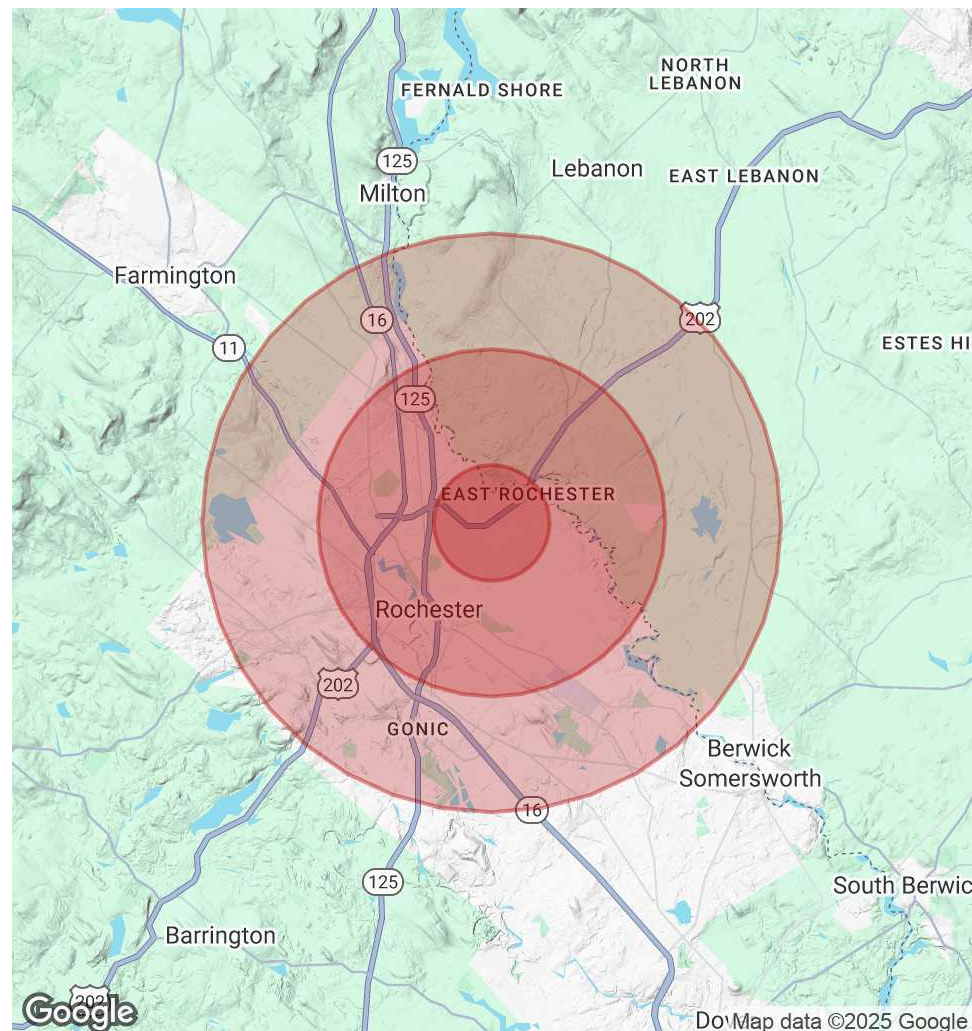 NORTH
LEBANON
FERNALD SHORE
125
Lebanon
EAST LEBANON
Milton
Farmington
16
202
11
ESTES HI
125
EAST ROCHESTER
Rochester
202
GONIC
Berwick
Somersworth
16
125
South Berwic
Barrington
202
Google
Map data ©2025 Google